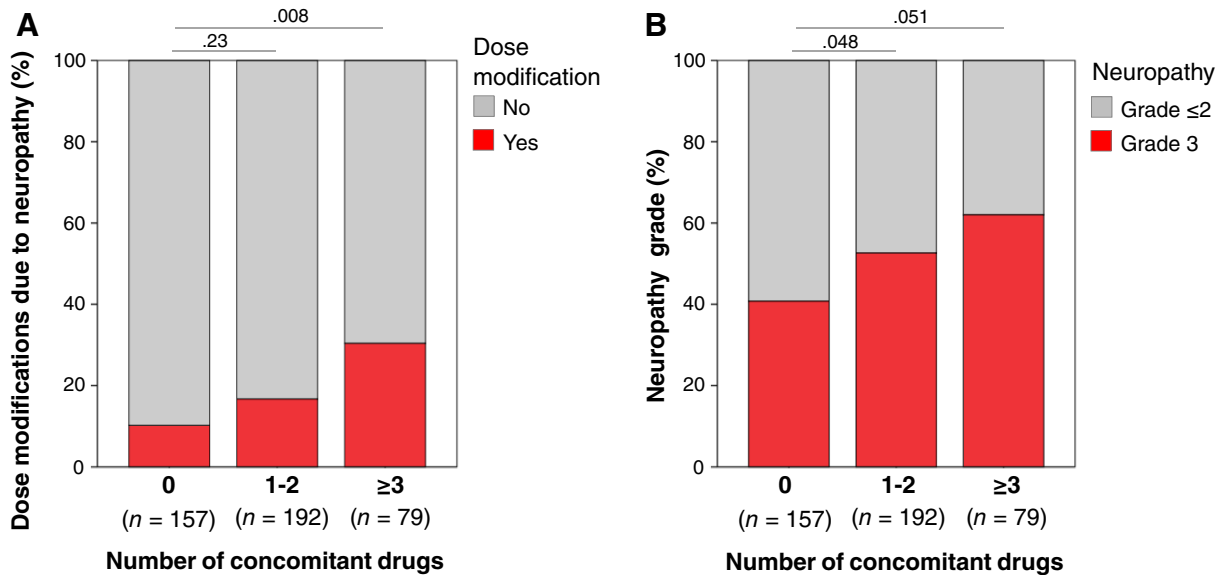 A
.008
.23
Dose modifications due to neuropathy (%)
100
80
60
40
20
0
0
1-2
≥3
(n = 157)
(n = 192)
(n = 79)
Number of concomitant drugs
Dose
modification
No
Yes
B
.051
.048
Neuropathy grade (%)
100
80
60
40
20
0
0
1-2
≥3
(n = 157)
(n = 192)
(n = 79)
Number of concomitant drugs
Neuropathy
Grade ≤2
Grade 3